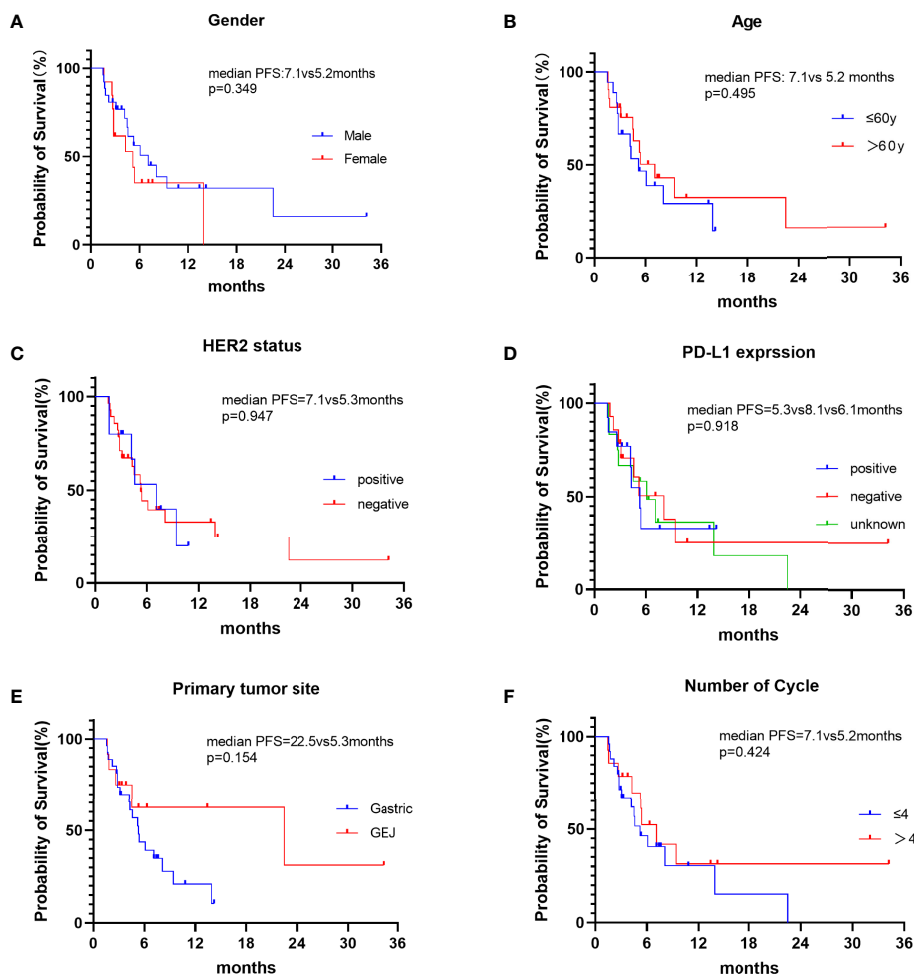 A
Gender
Probability of Survival (%)
100
50
0
median PFS:7.1vs5.2months
p=0.349
Male
Female
0 6 12 18 24 30 36
months
B
Age
Probability of Survival (%)
100
50
0
median PFS: 7.1vs 5.2 months
p=0.495
≤60y
>60y
0 6 12 18 24 30 36
months
C
HER2 status
Probability of Survival(%)
100
50
0
median PFS=7.1vs5.3months
p=0.947
positive
negative
0 6 12 18 24 30 36
months
D
PD-L1 exprssion
Probability of Survival(%)
100
50
0
median PFS=5.3vs8.1vs6.1months
p=0.918
positive
negative
unknown
0 6 12 18 24 30 36
months
E
Primary tumor site
Probability of Survival(%)
100
50
0
median PFS=22.5vs5.3months
p=0.154
Gastric
GEJ
0 6 12 18 24 30 36
months
F
Number of Cycle
Probability of Survival(%)
100
50
0
median PFS=7.1vs5.2months
p=0.424
≤4
>4
0 6 12 18 24 30 36
months